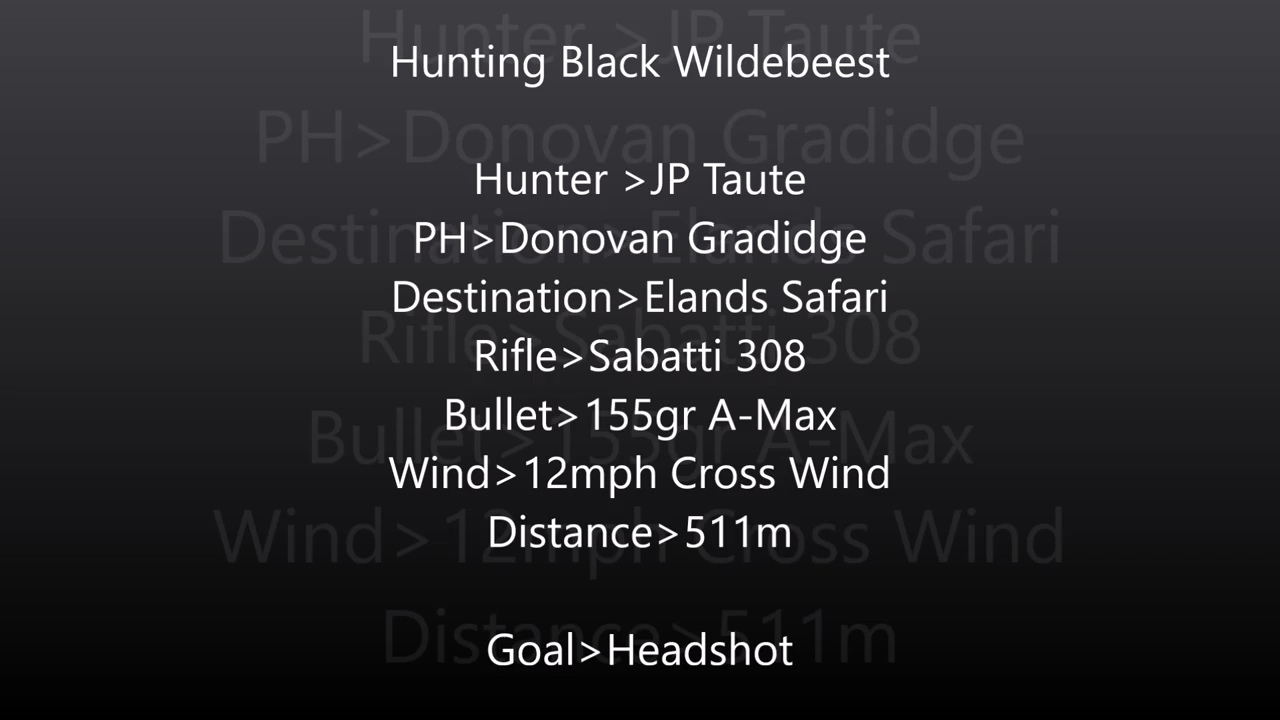 Hunting Black Wildebeest
Hunter >JP Taute
PH>Donovan Gradidge
Destination>Elands Safari
Rifle>Sabatti 308
Bullet>155gr A-Max
Wind>12mph Cross Wind
Distance>511m
Goal>Headshot